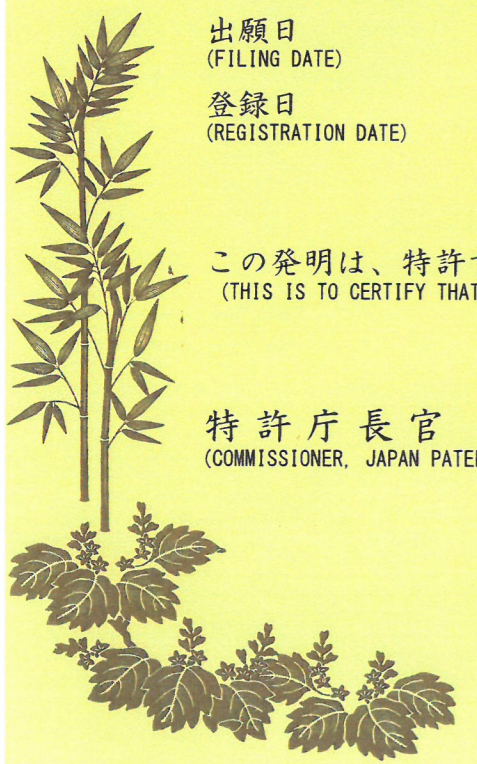 出願日
(FILING DATE)
登録日
(REGISTRATION DATE)
この発明は、特許
(THIS IS TO CERTIFY THAT
特許庁長官
(COMMISSIONER, JAPAN